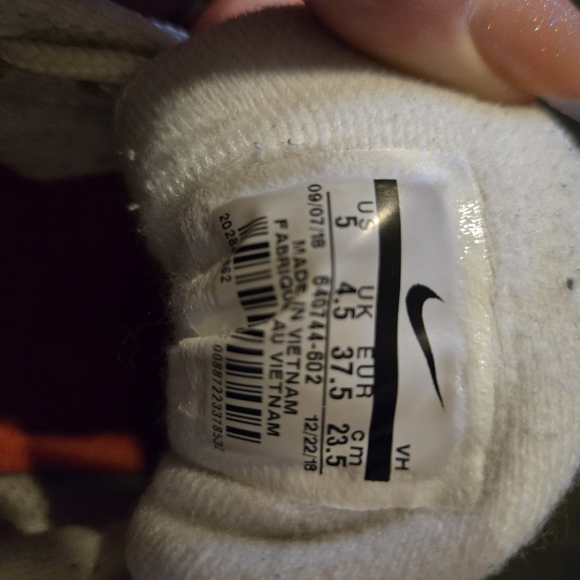 VH
US UK EUR cm
5 4.5 37.5 23.5
09/07/18 640744-602 12/22/18
MADE IN VIETNAM
FABRIQU AU VIETNAM